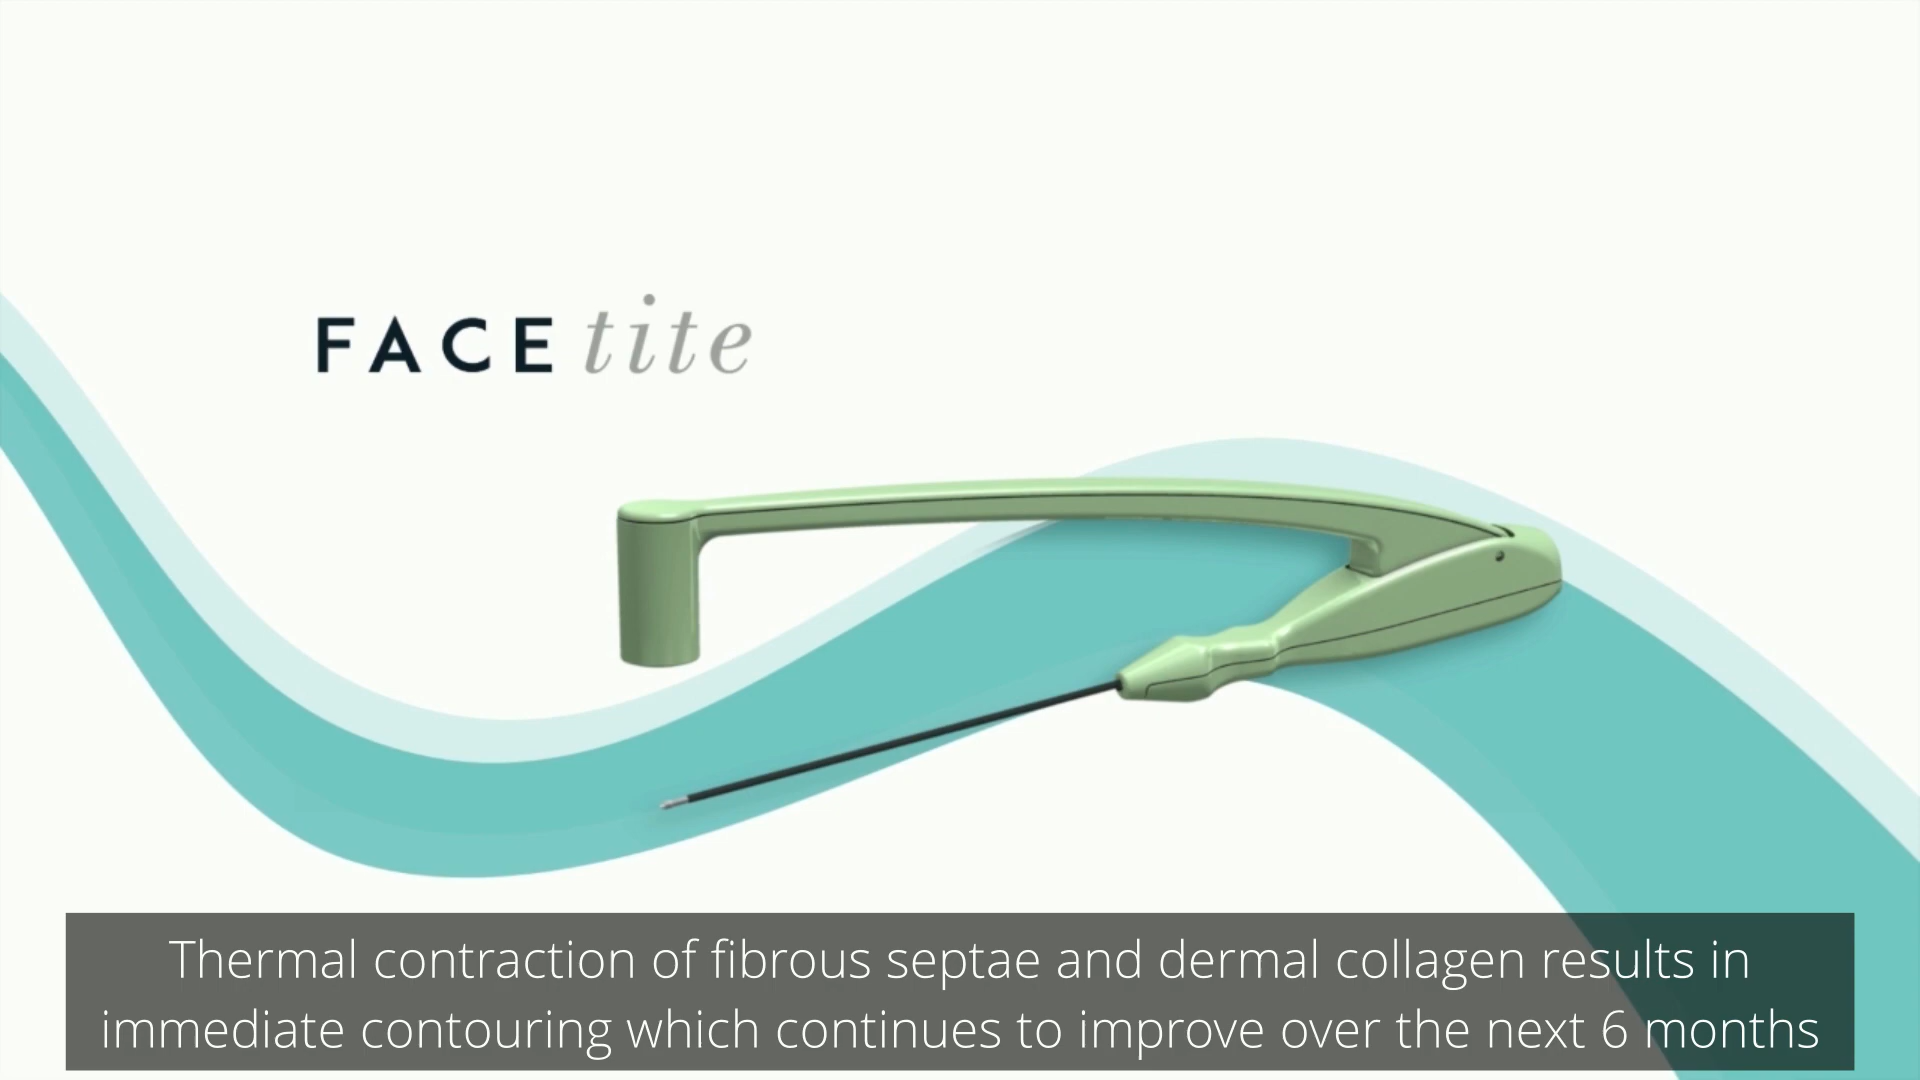 FACE tite
Thermal contraction of fibrous septae and dermal collagen results in
immediate contouring which continues to improve over the next 6 months